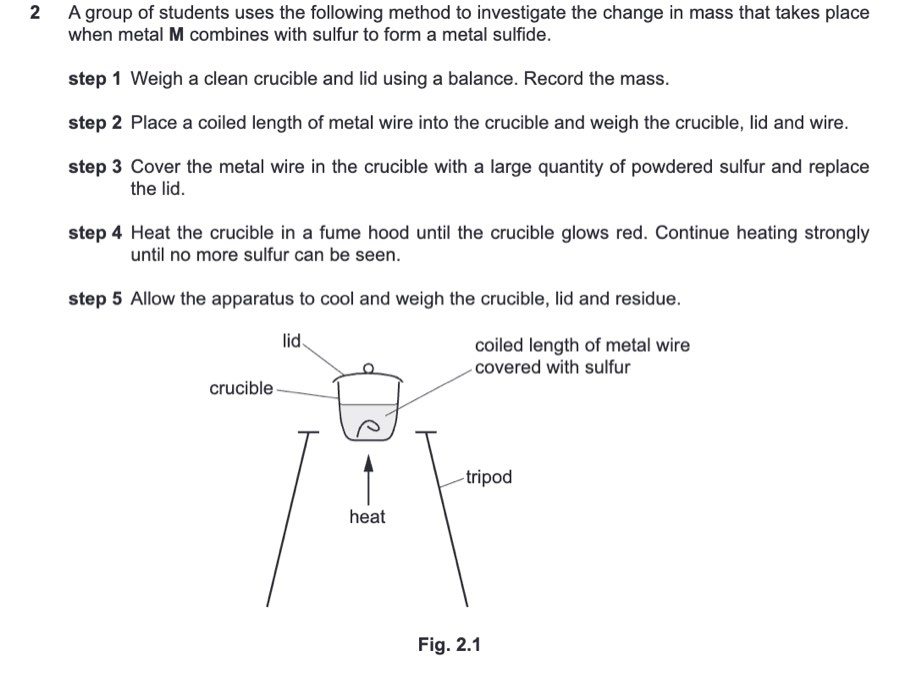 2 A group of students uses the following method to investigate the change in mass that takes place
when metal M combines with sulfur to form a metal sulfide.
step 1 Weigh a clean crucible and lid using a balance. Record the mass.
step 2 Place a coiled length of metal wire into the crucible and weigh the crucible, lid and wire.
step 3 Cover the metal wire in the crucible with a large quantity of powdered sulfur and replace
the lid.
step 4 Heat the crucible in a fume hood until the crucible glows red. Continue heating strongly
until no more sulfur can be seen.
step 5 Allow the apparatus to cool and weigh the crucible, lid and residue.
lid
coiled length of metal wire
covered with sulfur
crucible
tripod
heat
Fig. 2.1